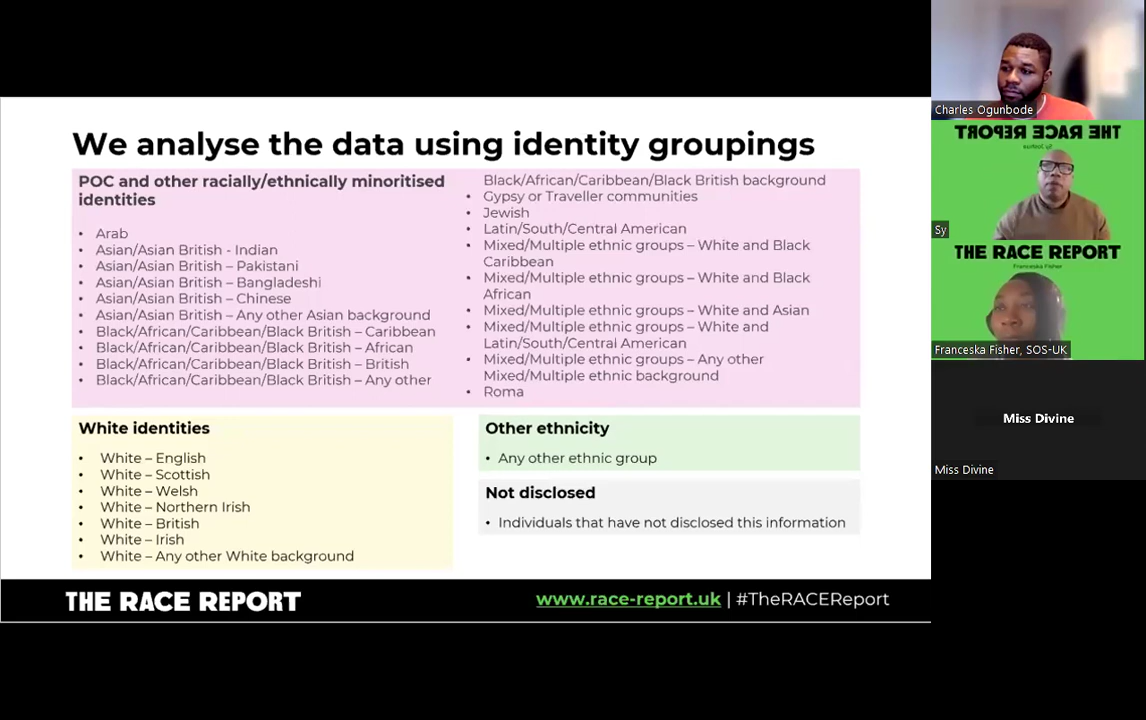 We analyse the data using identity groupings
POC and other racially/ethnically minoritised
identities
• Arab
• Asian/Asian British - Indian
• Asian/Asian British – Pakistani
• Asian/Asian British – Bangladeshi
• Asian/Asian British – Chinese
• Asian/Asian British – Any other Asian background
• Black/African/Caribbean/Black British – Caribbean
• Black/African/Caribbean/Black British – African
• Black/African/Caribbean/Black British – British
• Black/African/Caribbean/Black British – Any other
Black/African/Caribbean/Black British background
• Gypsy or Traveller communities
• Jewish
• Latin/South/Central American
• Mixed/Multiple ethnic groups – White and Black
Caribbean
• Mixed/Multiple ethnic groups – White and Black
African
• Mixed/Multiple ethnic groups – White and Asian
• Mixed/Multiple ethnic groups – White and
Latin/South/Central American
• Mixed/Multiple ethnic groups – Any other
Mixed/Multiple ethnic background
• Roma
White identities
• White – English
• White – Scottish
• White – Welsh
• White – Northern Irish
• White – British
• White – Irish
• White – Any other White background
Other ethnicity
• Any other ethnic group
Not disclosed
• Individuals that have not disclosed this information
THE RACE REPORT
www.race-report.uk | #TheRACEReport
Charles Ogunbode
THE RACE REPORT
Sy Joshua
Sy
THE RACE REPORT
Franceska Fisher
Franceska Fisher, SOS-UK
Miss Divine
Miss Divine